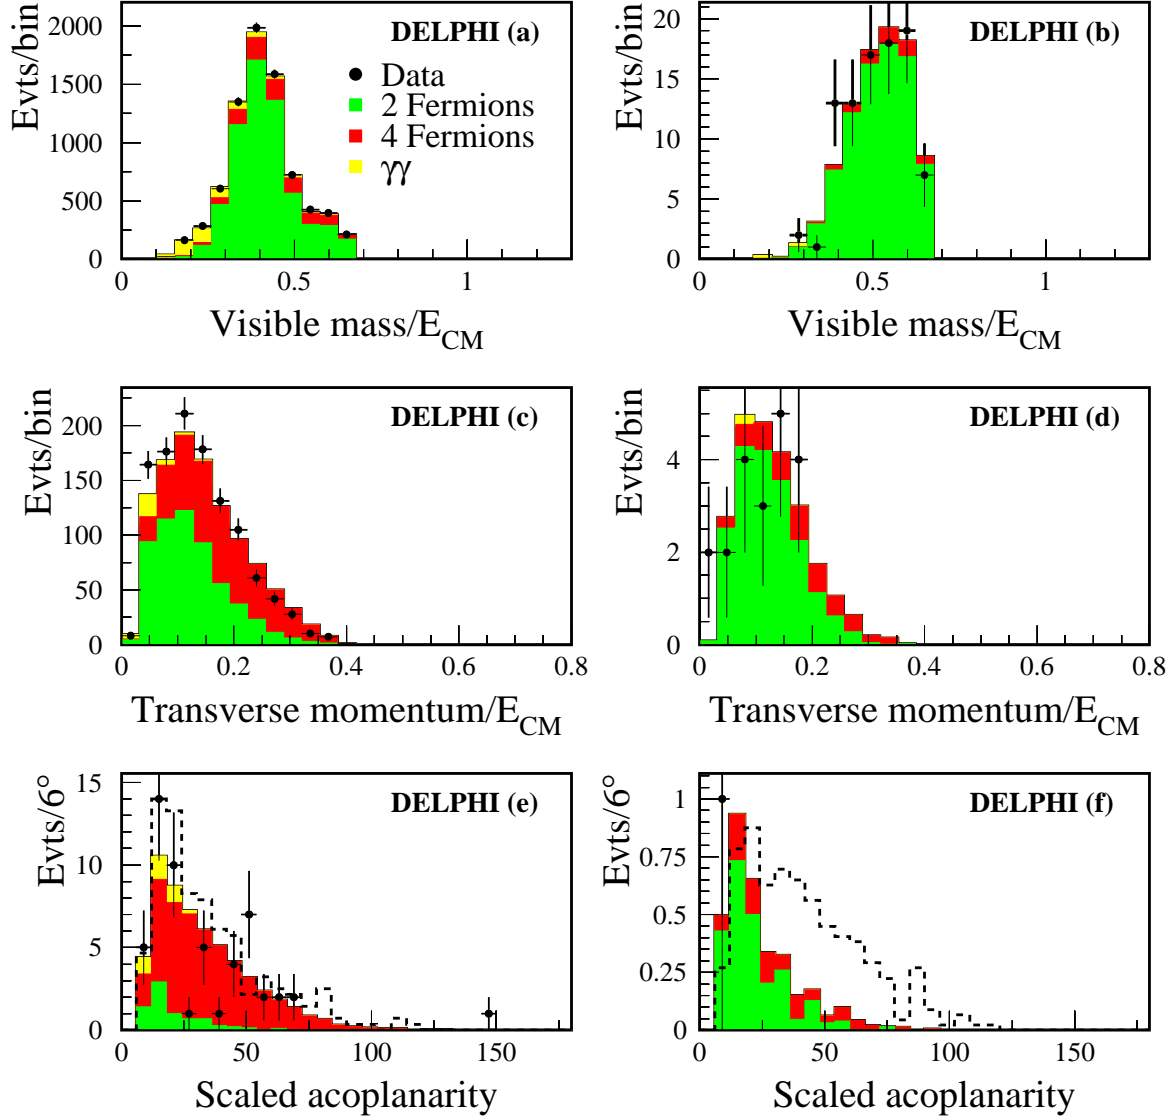 Evts/bin
2000
1500
1000
500
0
DELPHI (a)
Data
2 Fermions
4 Fermions
γγ
0 0.5 1
Visible mass/E_CM
Evts/bin
20
15
10
5
0
DELPHI (b)
0 0.5 1
Visible mass/E_CM
Evts/bin
200
150
100
50
0
DELPHI (c)
0 0.2 0.4 0.6 0.8
Transverse momentum/E_CM
Evts/bin
4
2
0
DELPHI (d)
0 0.2 0.4 0.6 0.8
Transverse momentum/E_CM
Evts/6°
15
10
5
0
DELPHI (e)
0 50 100 150
Scaled acoplanarity
Evts/6°
1
0.75
0.5
0.25
0
DELPHI (f)
0 50 100 150
Scaled acoplanarity